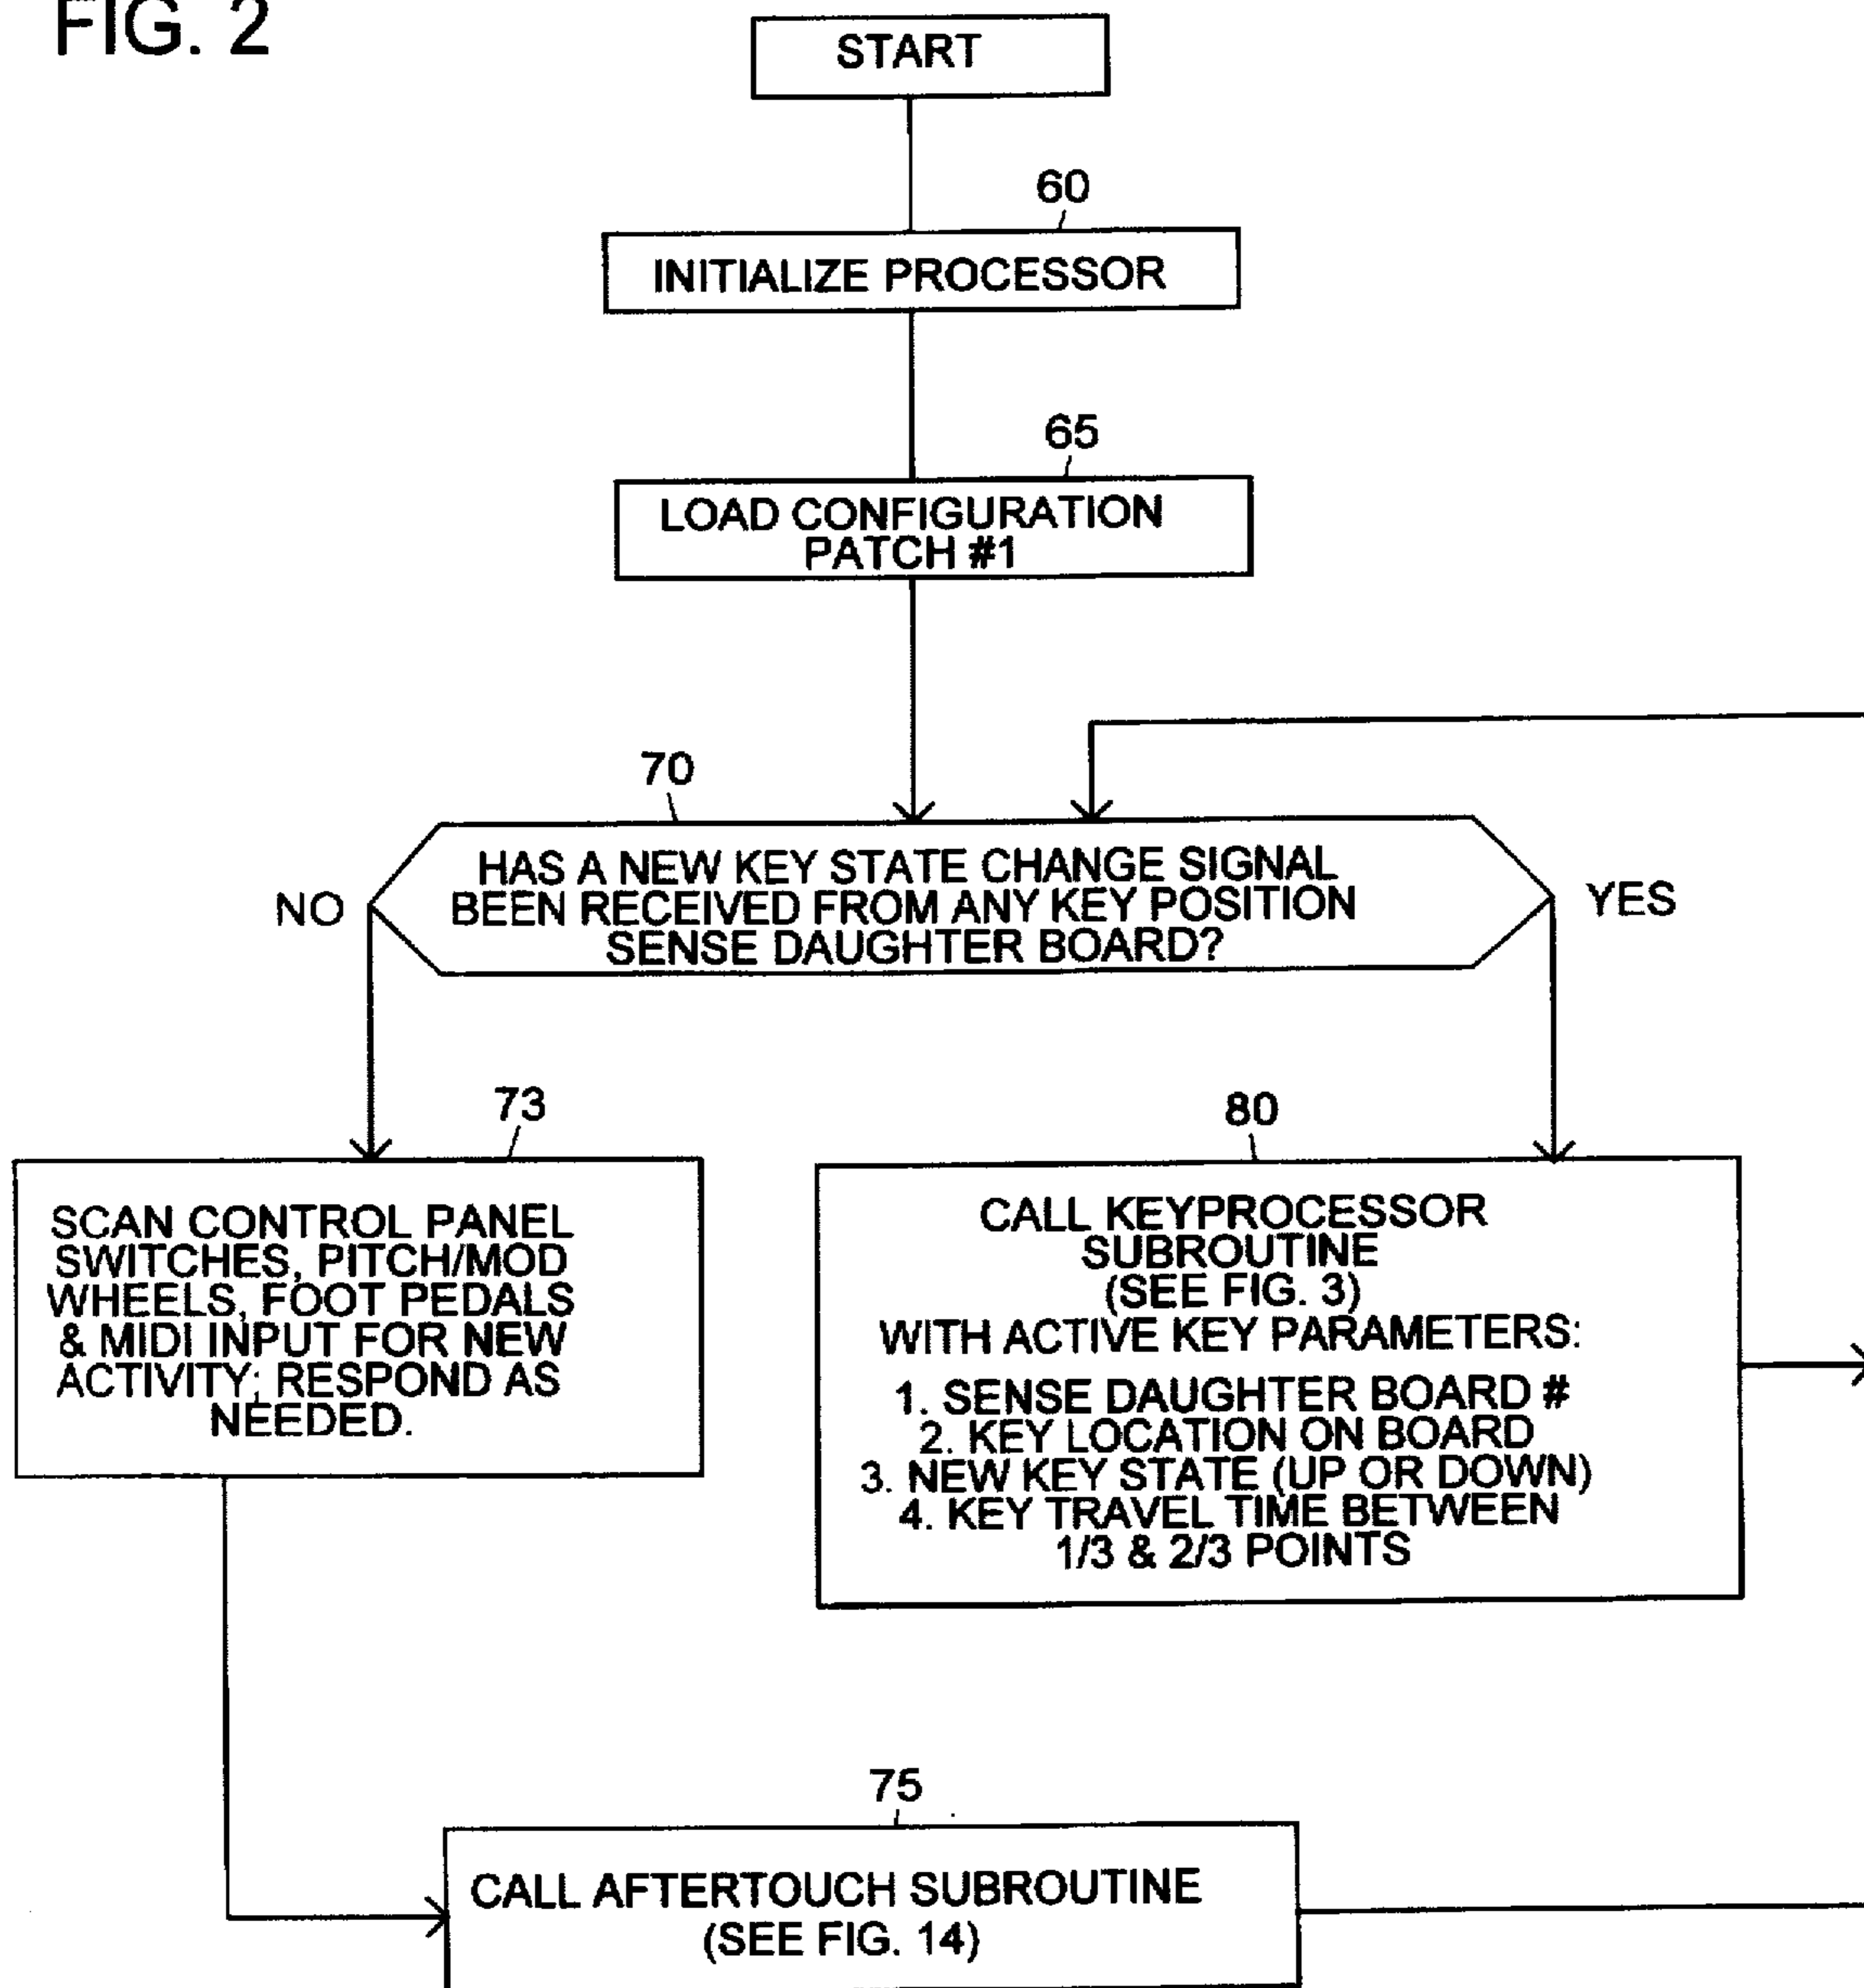 FIG. 2
START
60
INITIALIZE PROCESSOR
65
LOAD CONFIGURATION
PATCH #1
70
HAS A NEW KEY STATE CHANGE SIGNAL
BEEN RECEIVED FROM ANY KEY POSITION
SENSE DAUGHTER BOARD?
NO
YES
73
SCAN CONTROL PANEL
SWITCHES, PITCH/MOD
WHEELS, FOOT PEDALS
& MIDI INPUT FOR NEW
ACTIVITY; RESPOND AS
NEEDED.
80
CALL KEYPROCESSOR
SUBROUTINE
(SEE FIG. 3)
WITH ACTIVE KEY PARAMETERS:
1. SENSE DAUGHTER BOARD #
2. KEY LOCATION ON BOARD
3. NEW KEY STATE (UP OR DOWN)
4. KEY TRAVEL TIME BETWEEN
1/3 & 2/3 POINTS
75
CALL AFTERTOUCH SUBROUTINE
(SEE FIG. 14)